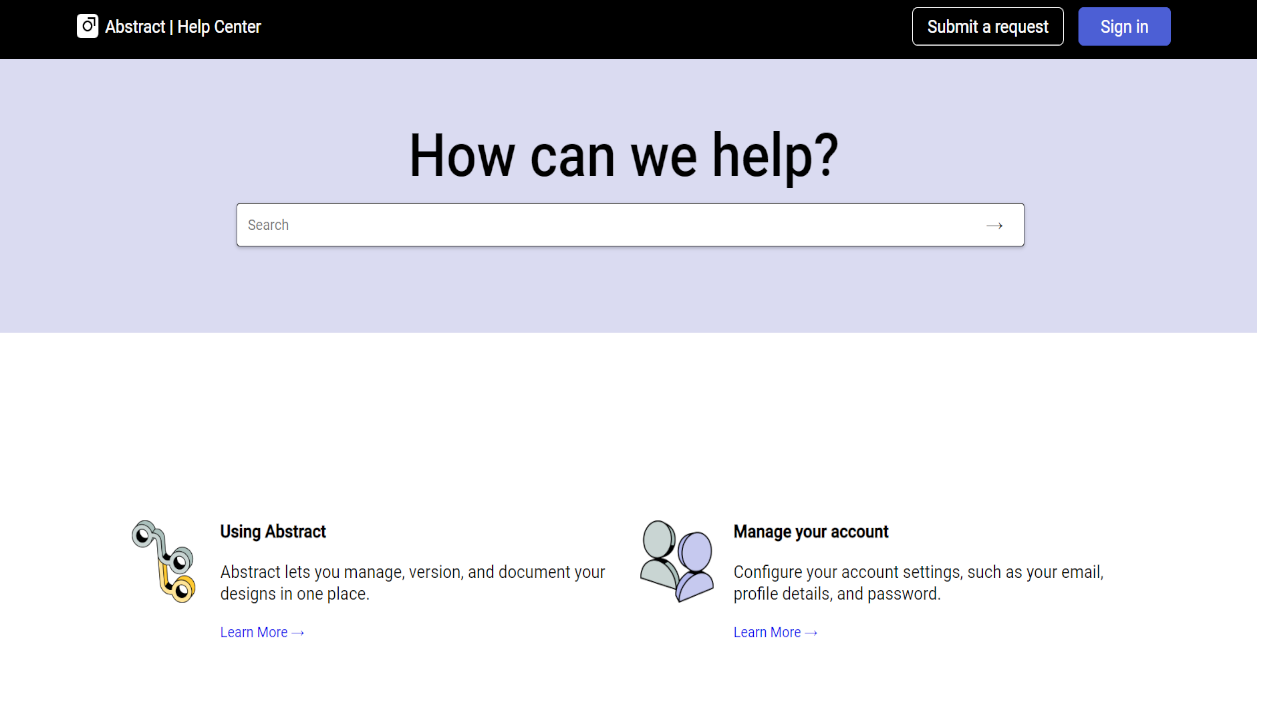 Abstract | Help Center
Submit a request
Sign in
How can we help?
Search →
Using Abstract
Abstract lets you manage, version, and document your
designs in one place.
Learn More →
Manage your account
Configure your account settings, such as your email,
profile details, and password.
Learn More →